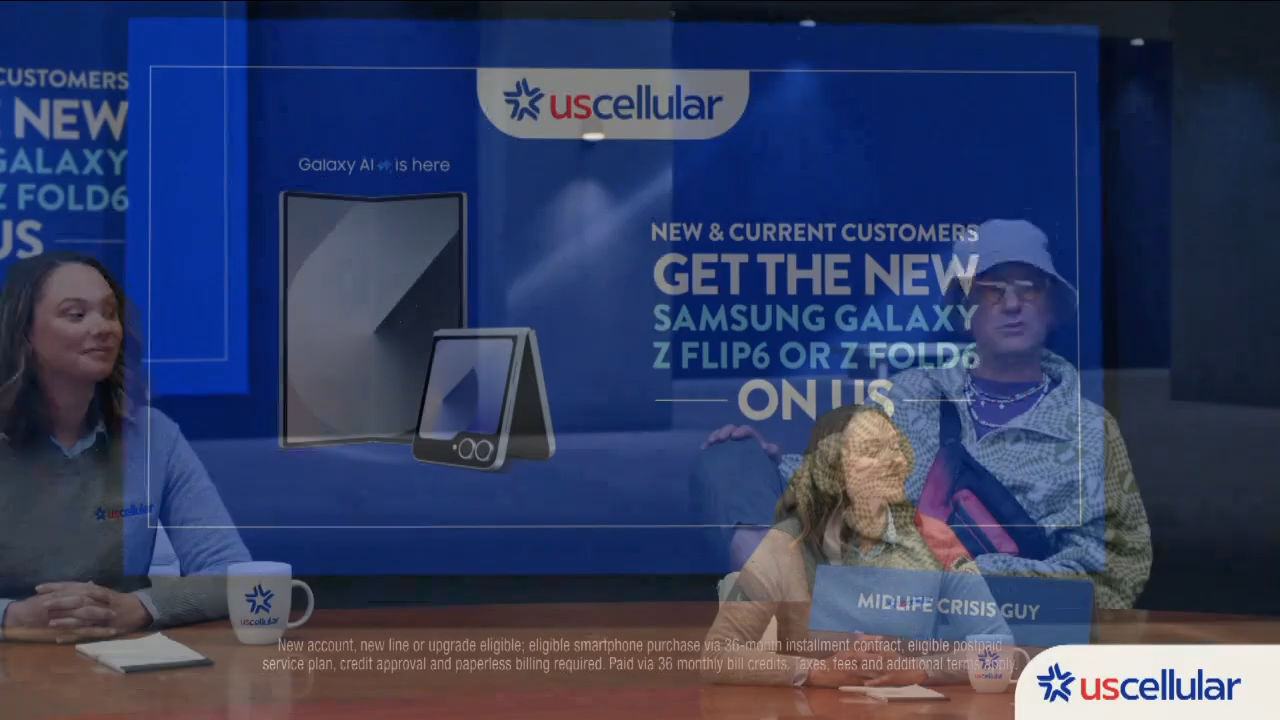 CUSTOMERS
NEW
GALAXY
Z FOLD6
US
uscellular
Galaxy AI is here
NEW & CURRENT CUSTOMERS
GET THE NEW
SAMSUNG GALAXY
Z FLIP6 OR Z FOLD6
ON US
uscellular
uscellular
MIDLIFE CRISIS GUY
New account, new line or upgrade eligible; eligible smartphone purchase via 36-month installment contract, eligible postpaid
service plan, credit approval and paperless billing required. Paid via 36 monthly bill credits. Taxes, fees and additional terms apply.
uscellular